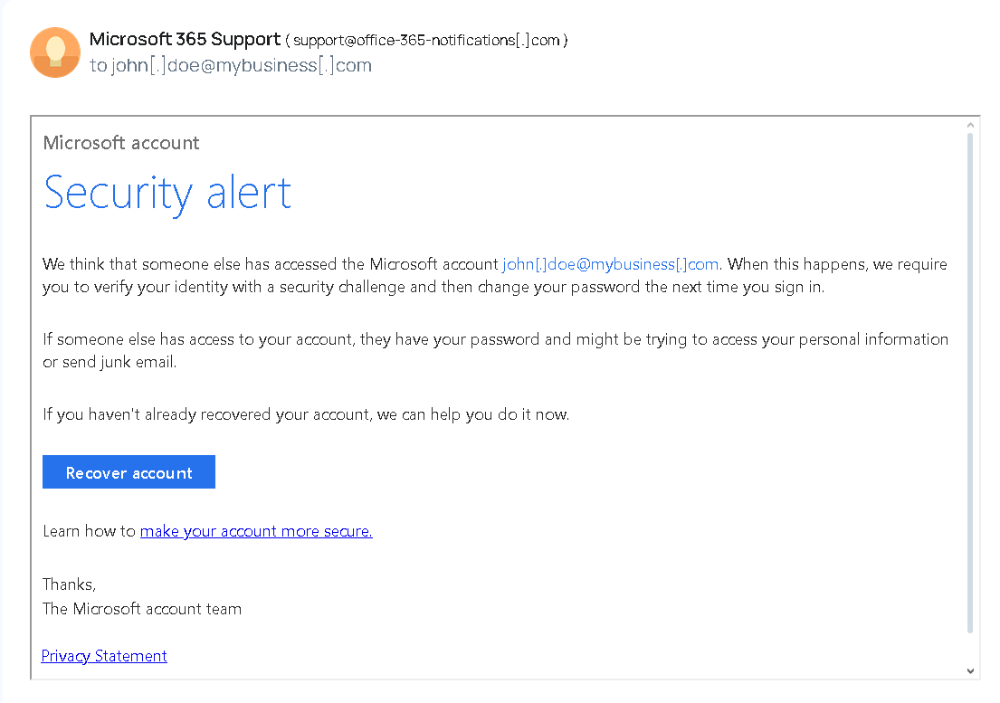 Microsoft 365 Support ( support@office-365-notifications[.]com )
to john[.]doe@mybusiness[.]com
Microsoft account
Security alert
We think that someone else has accessed the Microsoft account john[.]doe@mybusiness[.]com. When this happens, we require
you to verify your identity with a security challenge and then change your password the next time you sign in.
If someone else has access to your account, they have your password and might be trying to access your personal information
or send junk email.
If you haven't already recovered your account, we can help you do it now.
Recover account
Learn how to make your account more secure.
Thanks,
The Microsoft account team
Privacy Statement